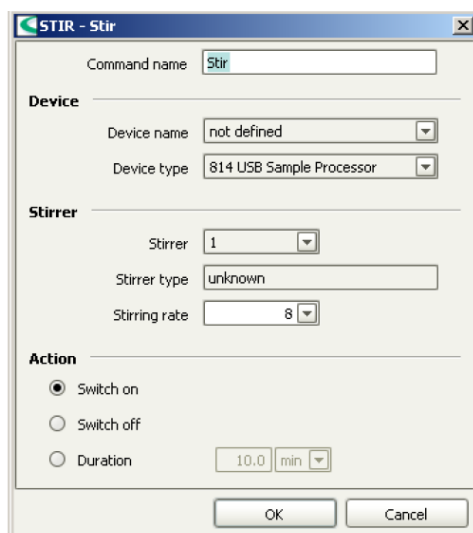 STIR - Stir
Command name Stir
Device
Device name not defined
Device type 814 USB Sample Processor
Stirrer
Stirrer 1
Stirrer type unknown
Stirring rate 8
Action
Switch on
Switch off
Duration 10.0 min
OK Cancel